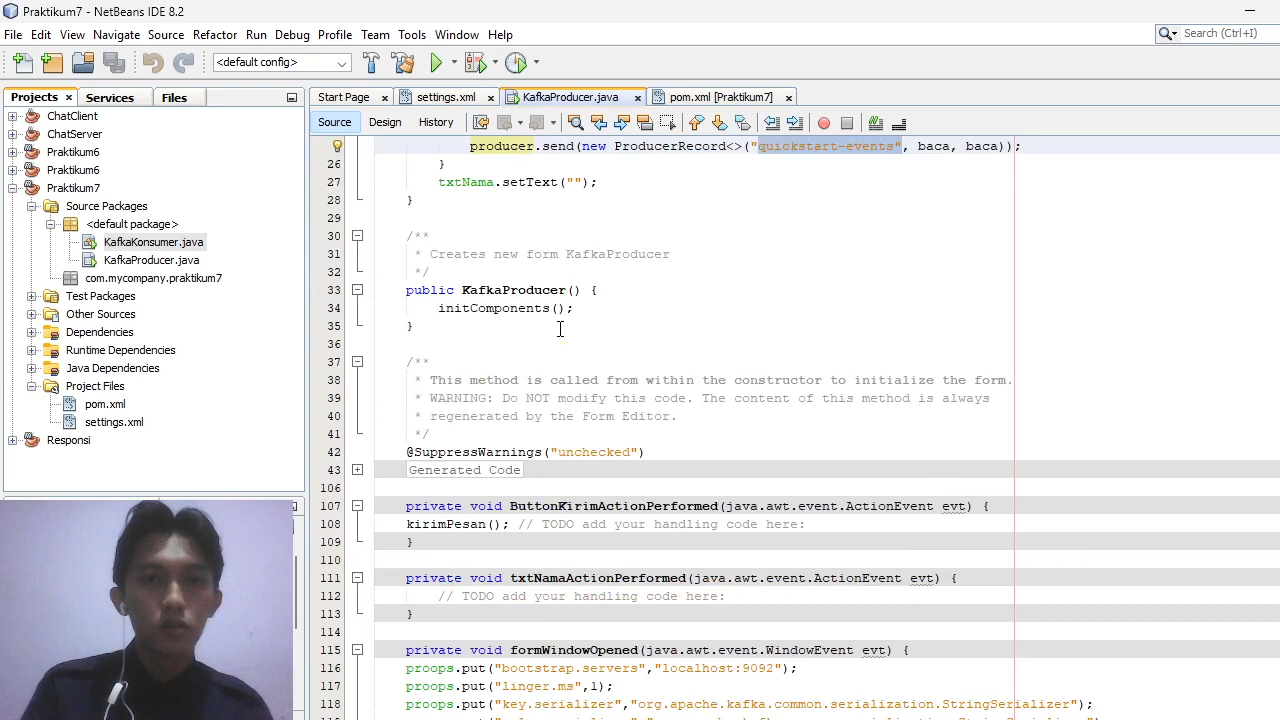 Praktikum7 - NetBeans IDE 8.2
File Edit View Navigate Source Refactor Run Debug Profile Team Tools Window Help
Search (Ctrl+I)
<default config>
Projects Services Files
Start Page settings.xml KafkaProducer.java pom.xml [Praktikum7]
Source Design History
ChatClient
ChatServer
Praktikum6
Praktikum6
Praktikum7
Source Packages
<default package>
KafkaKonsumer.java
KafkaProducer.java
com.mycompany.praktikum7
Test Packages
Other Sources
Dependencies
Runtime Dependencies
Java Dependencies
Project Files
pom.xml
settings.xml
Responsi
producer.send(new ProducerRecord<>("quickstart-events", baca, baca));
26 }
27 txtNama.setText("");
28 }
29
30 /**
31 * Creates new form KafkaProducer
32 */
33 public KafkaProducer() {
34 initComponents();
35 }
36
37 /**
38 * This method is called from within the constructor to initialize the form.
39 * WARNING: Do NOT modify this code. The content of this method is always
40 * regenerated by the Form Editor.
41 */
42 @SuppressWarnings("unchecked")
43 Generated Code
106
107 private void ButtonKirimActionPerformed(java.awt.event.ActionEvent evt) {
108 kirimPesan(); // TODO add your handling code here:
109 }
110
111 private void txtNamaActionPerformed(java.awt.event.ActionEvent evt) {
112 // TODO add your handling code here:
113 }
114
115 private void formWindowOpened(java.awt.event.WindowEvent evt) {
116 proops.put("bootstrap.servers","localhost:9092");
117 proops.put("linger.ms",1);
118 proops.put("key.serializer","org.apache.kafka.common.serialization.StringSerializer");